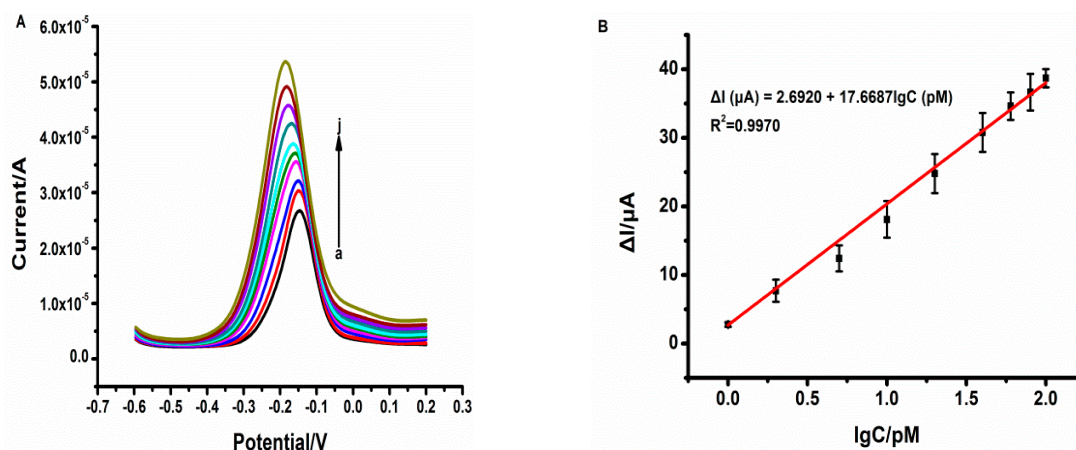 A
6.0x10⁻⁵
5.0x10⁻⁵
4.0x10⁻⁵
3.0x10⁻⁵
2.0x10⁻⁵
1.0x10⁻⁵
0.0
Current/A
j
a
-0.7 -0.6 -0.5 -0.4 -0.3 -0.2 -0.1 0.0 0.1 0.2 0.3
Potential/V
B
40
30
20
10
0
ΔI/μA
ΔI (μA) = 2.6920 + 17.6687lgC (pM)
R²=0.9970
0.0 0.5 1.0 1.5 2.0
lgC/pM